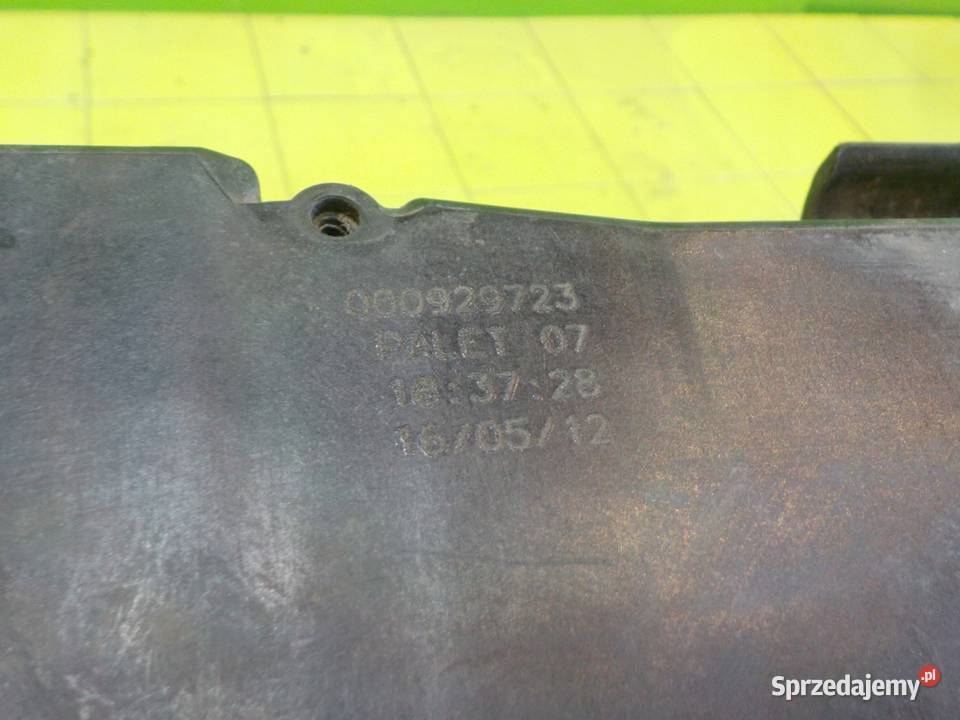 000929723
PALET 07
18:37:28
16/05/12
Sprzedajemy.pl